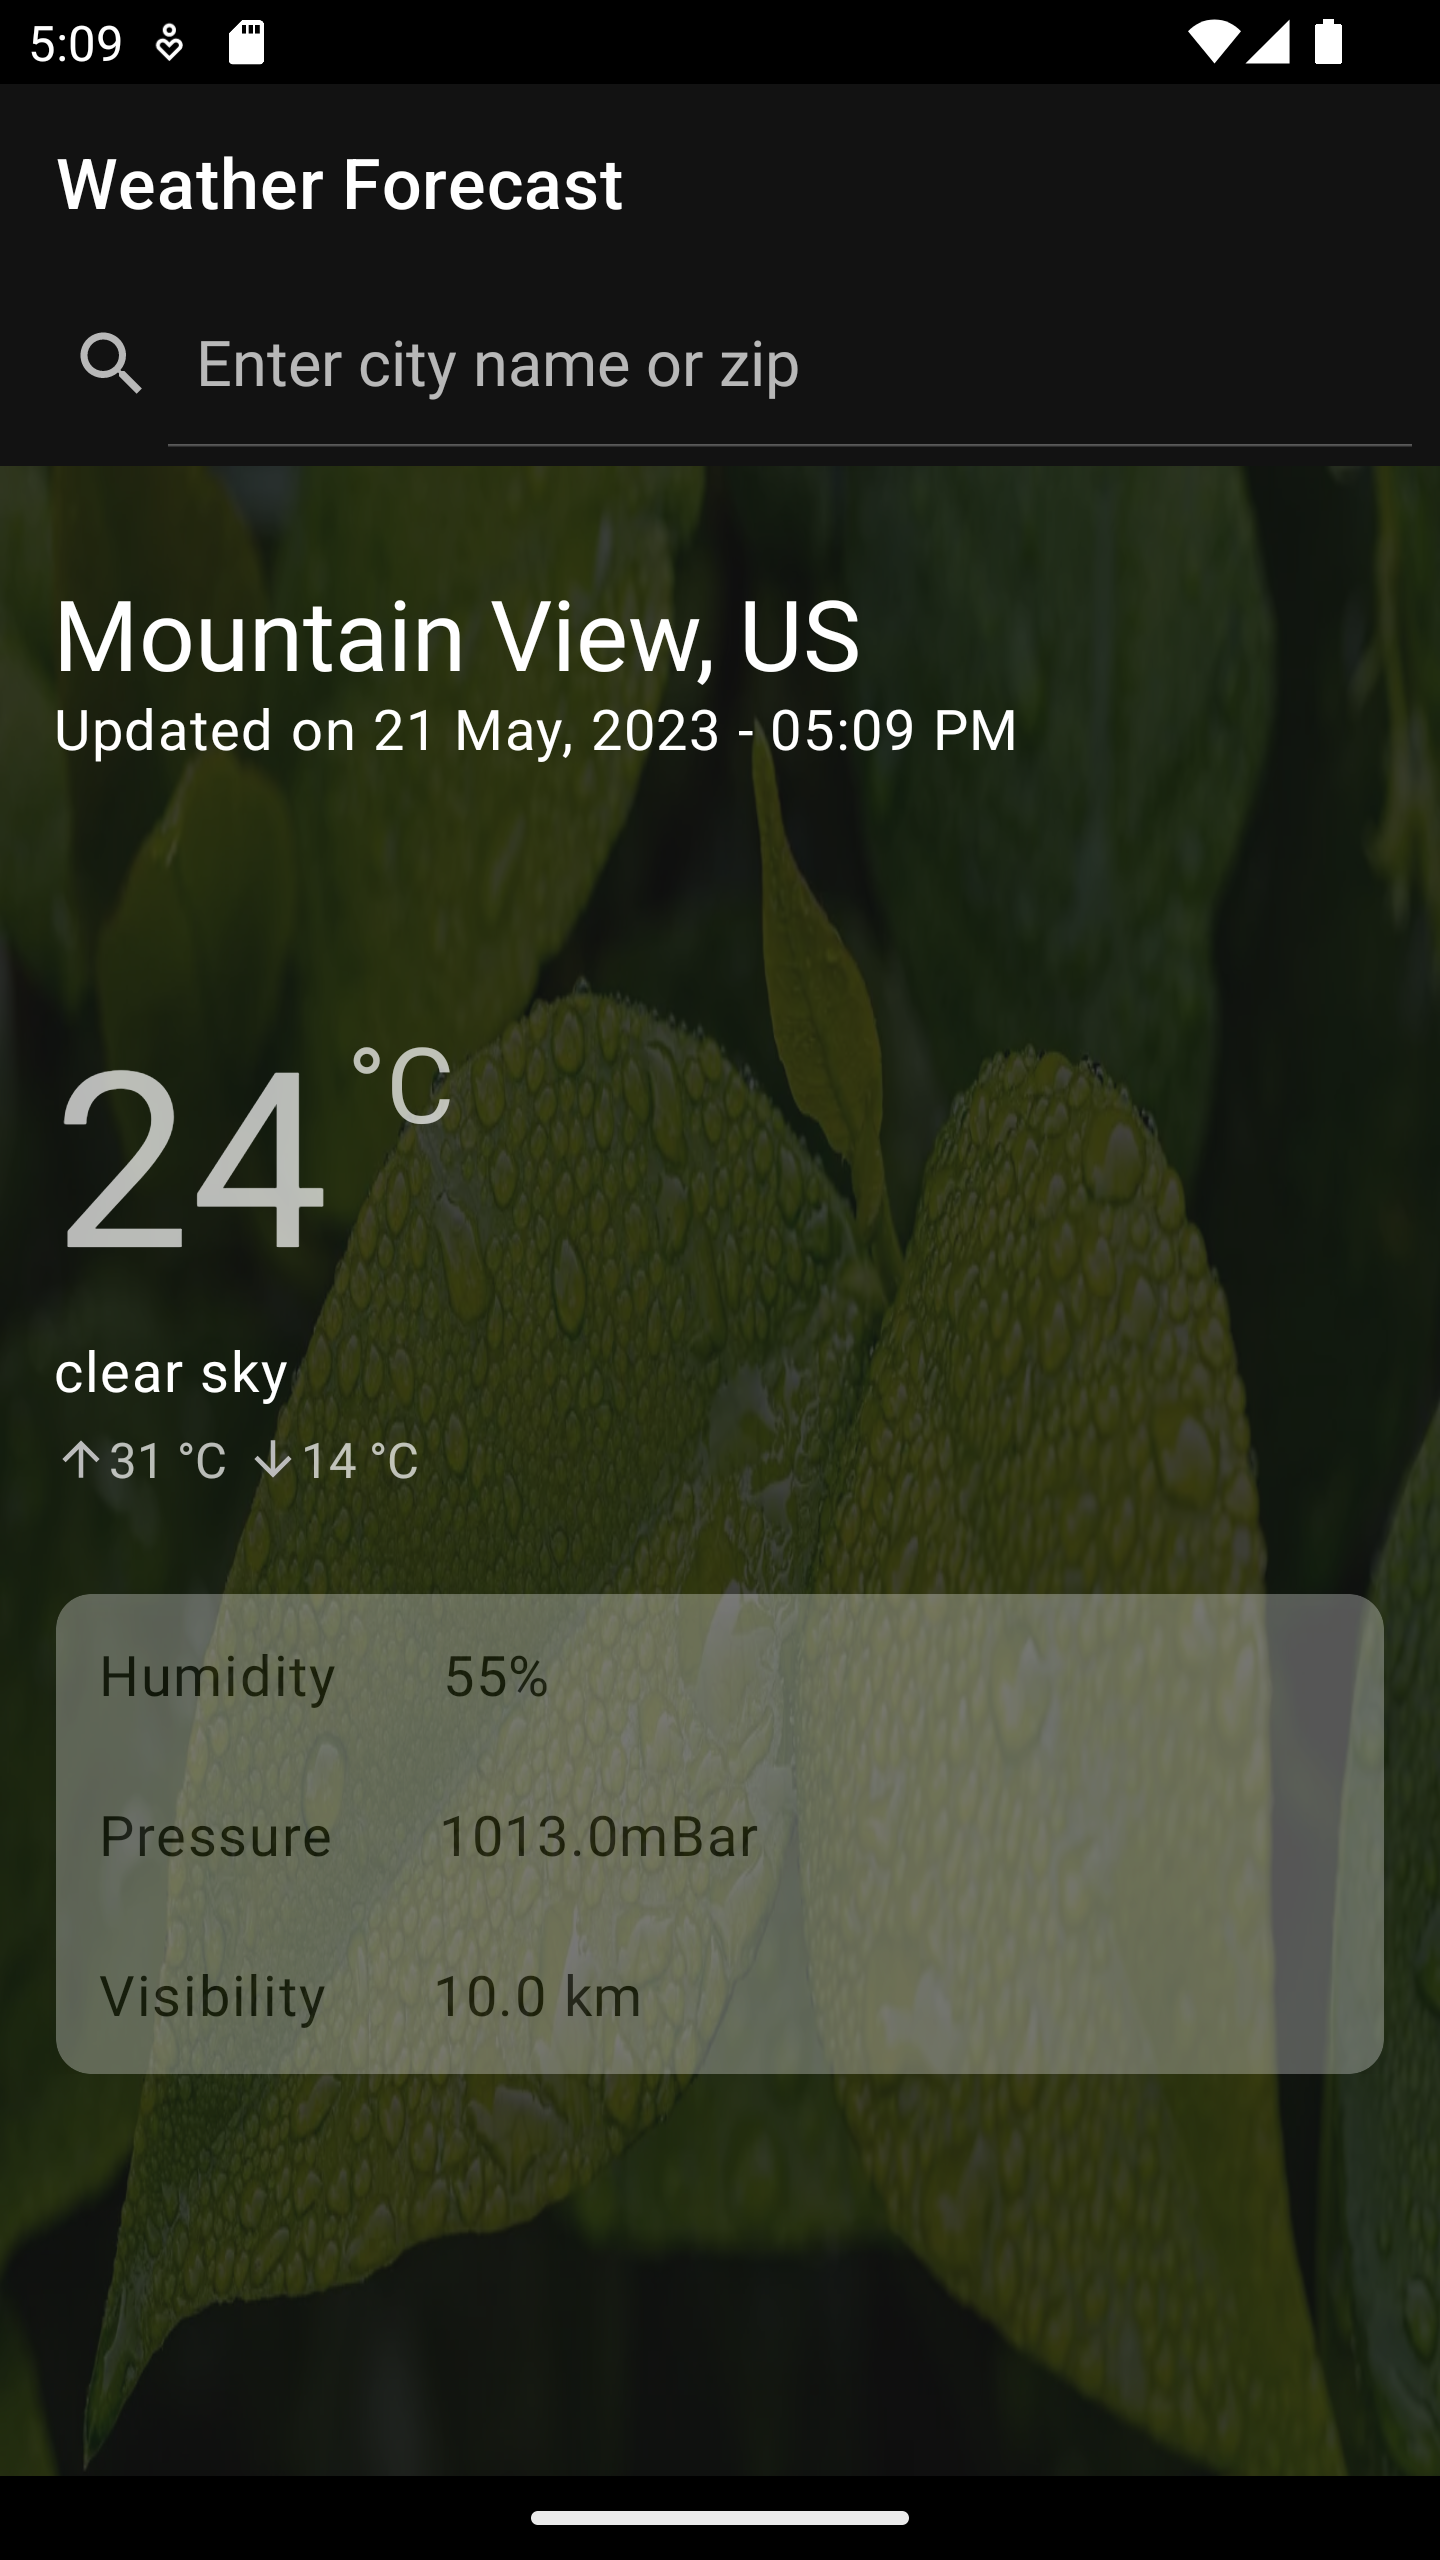 5:09
Weather Forecast
Enter city name or zip
Mountain View, US
Updated on 21 May, 2023 - 05:09 PM
24 °C
clear sky
↑31 °C ↓14 °C
Humidity 55%
Pressure 1013.0mBar
Visibility 10.0 km